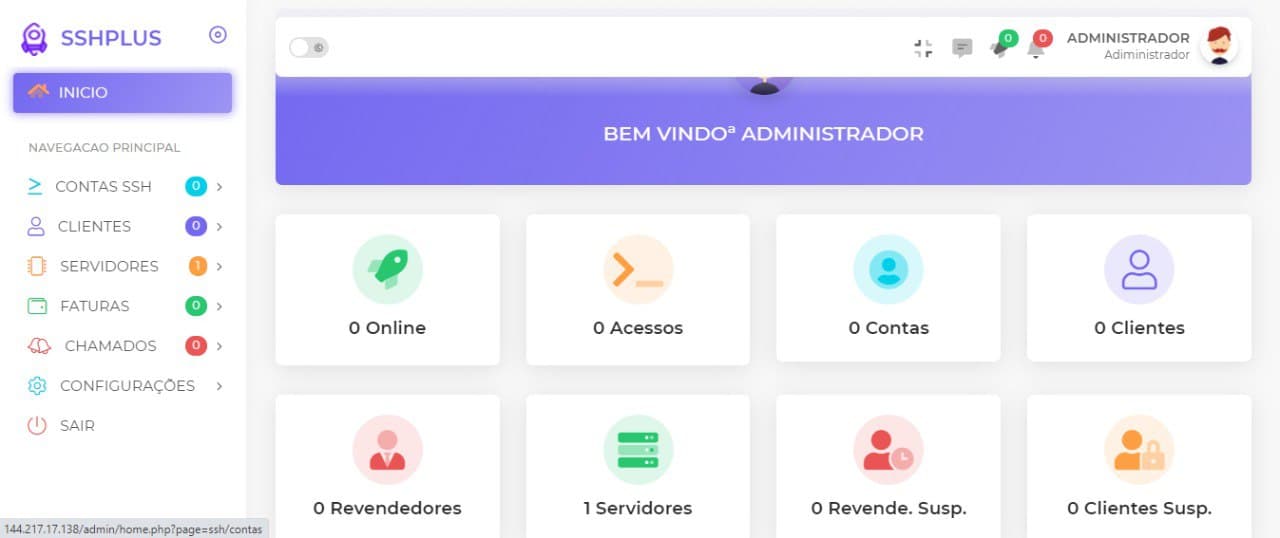 SSHPLUS
INICIO
NAVEGACAO PRINCIPAL
CONTAS SSH 0
CLIENTES 0
SERVIDORES 1
FATURAS 0
CHAMADOS 0
CONFIGURAÇÕES
SAIR
144.217.17.138/admin/home.php?page=ssh/contas
0 0 ADMINISTRADOR
Adiministrador
BEM VINDOª ADMINISTRADOR
0 Online
0 Acessos
0 Contas
0 Clientes
0 Revendedores
1 Servidores
0 Revende. Susp.
0 Clientes Susp.